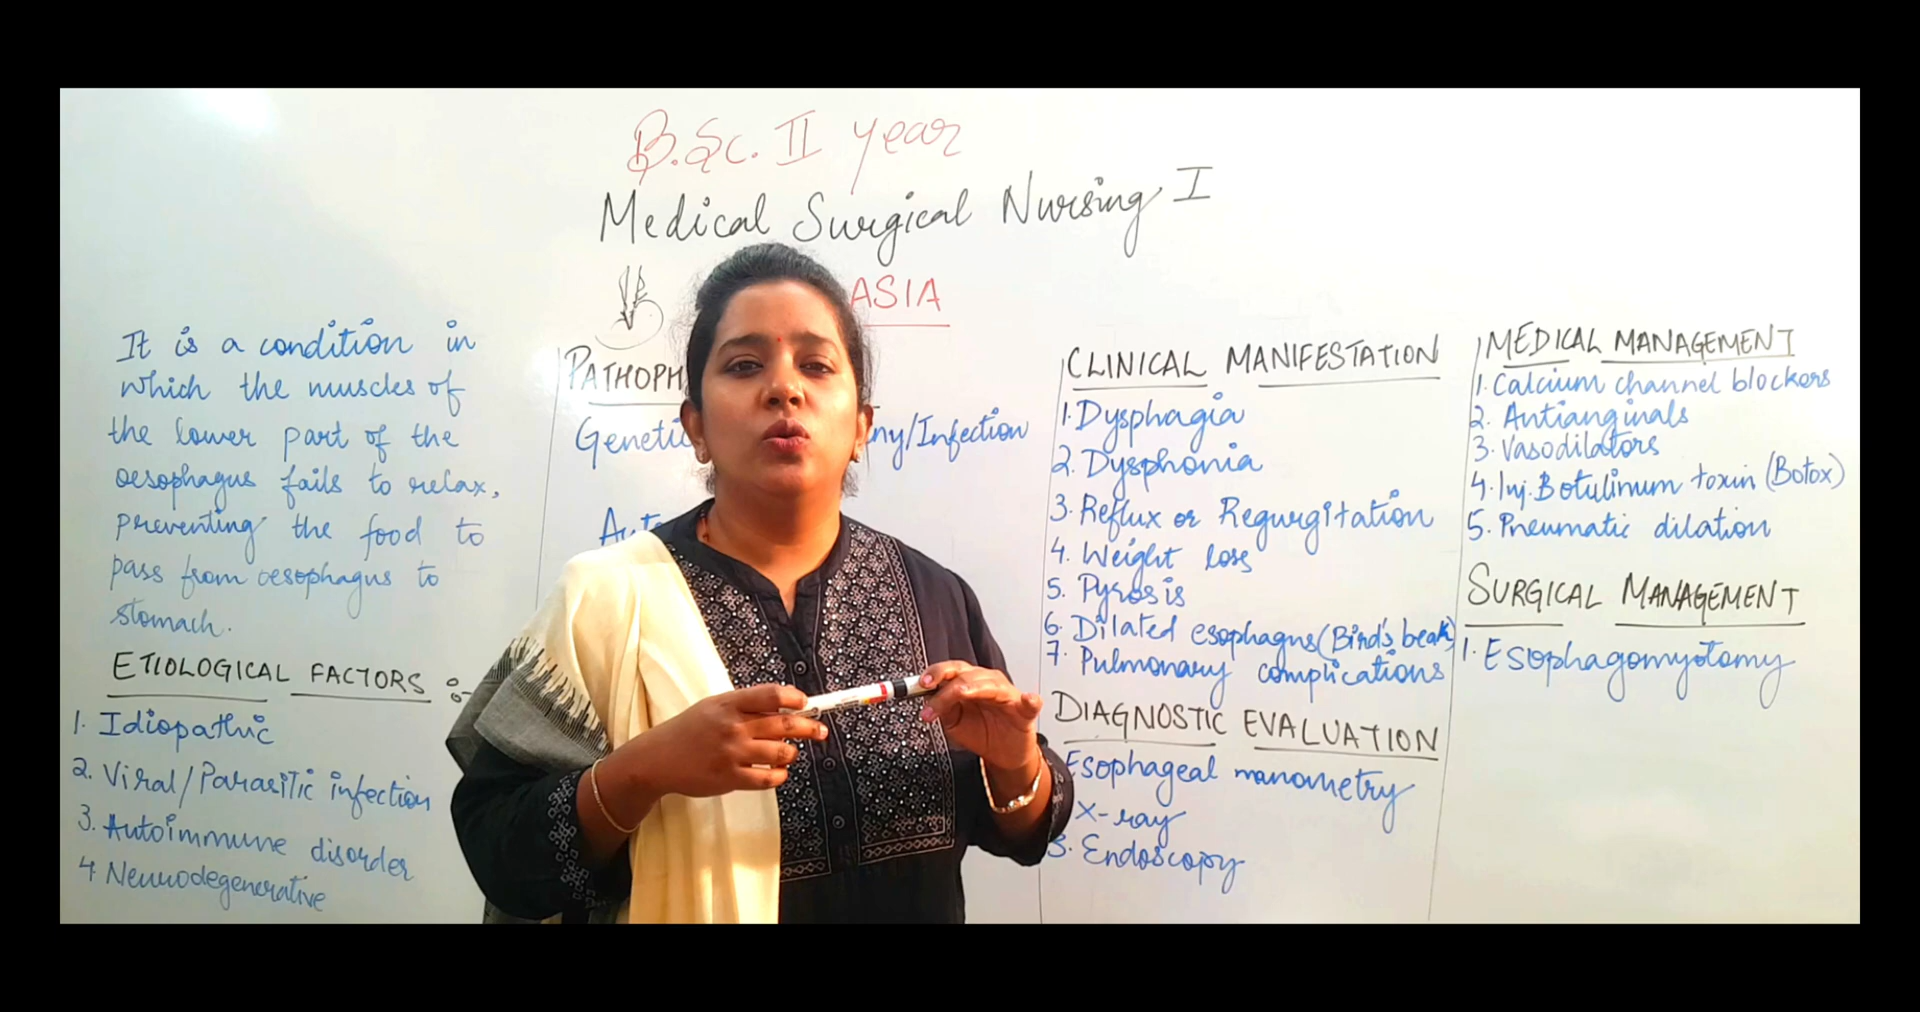 B.Sc. II year
Medical Surgical Nursing I
ASIA
It is a condition in
which the muscles of
the lower part of the
oesophagus fails to relax,
preventing the food to
pass from oesophagus to
stomach.
ETIOLOGICAL FACTORS :-
1. Idiopathic
2. Viral/Parasitic infection
3. Autoimmune disorder
4 Neurodegenerative
PATHOPH
Genetic ny/Infection
Aut
CLINICAL MANIFESTATION
1. Dysphagia
2. Dysphonia
3. Reflux or Regurgitation
4. Weight loss
5. Pyrosis
6. Dilated esophagus (Bird's beak)
7. Pulmonary complications
DIAGNOSTIC EVALUATION
Esophageal manometry
X-ray
3. Endoscopy
MEDICAL MANAGEMENT
1. Calcium channel blockers
2. Antianginals
3. Vasodilators
4. Inj. Botulinum toxin (Botox)
5. Pneumatic dilation
SURGICAL MANAGEMENT
1. Esophagomyotomy